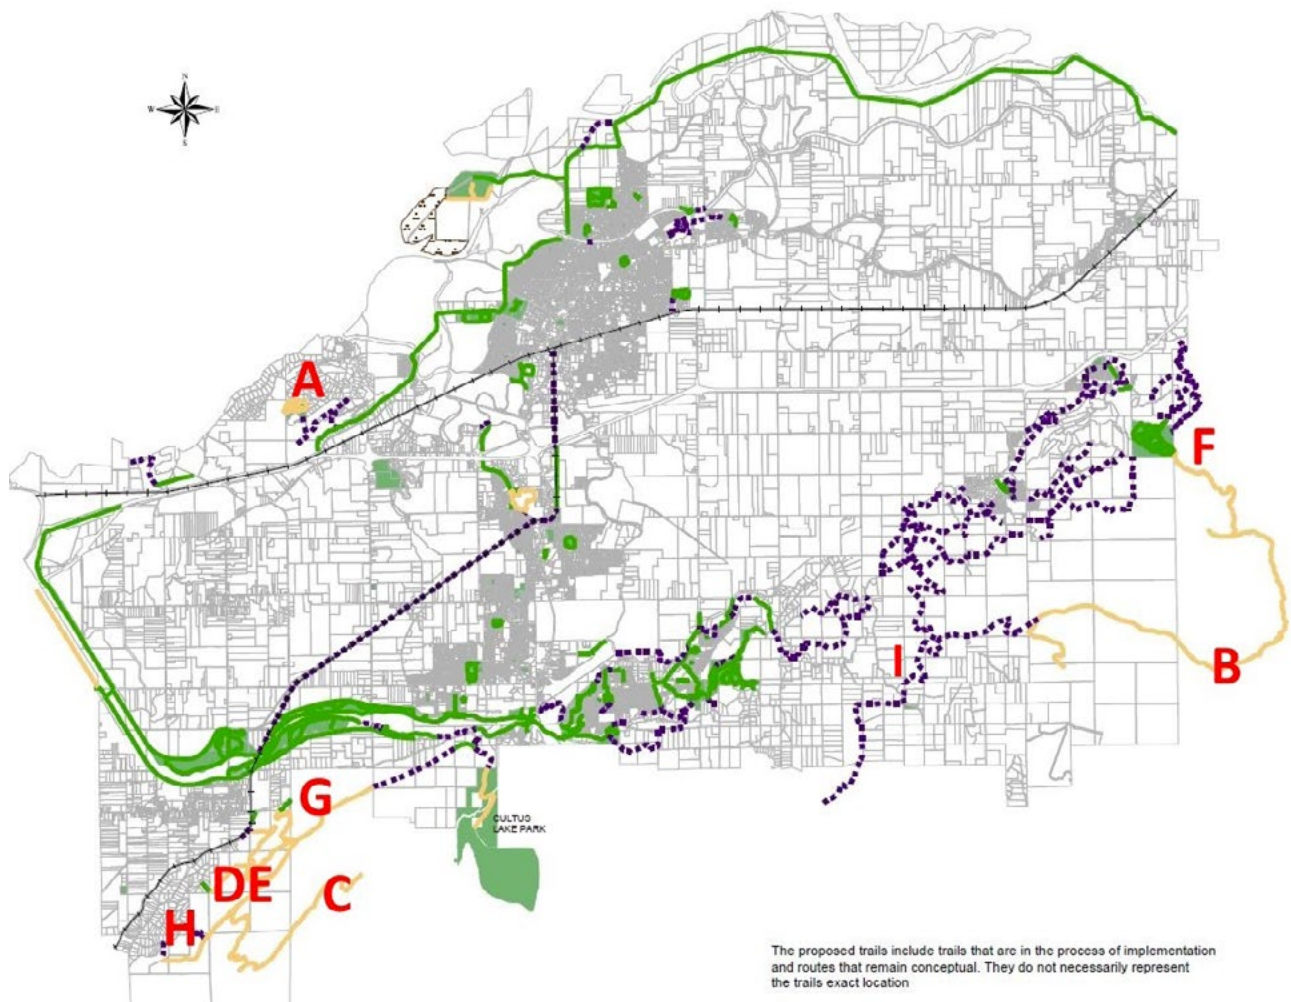 N
W E
S
A
F
B
I
G
CULTUS
LAKE PARK
D E
C
H
The proposed trails include trails that are in the process of implementation
and routes that remain conceptual. They do not necessarily represent
the trails exact location